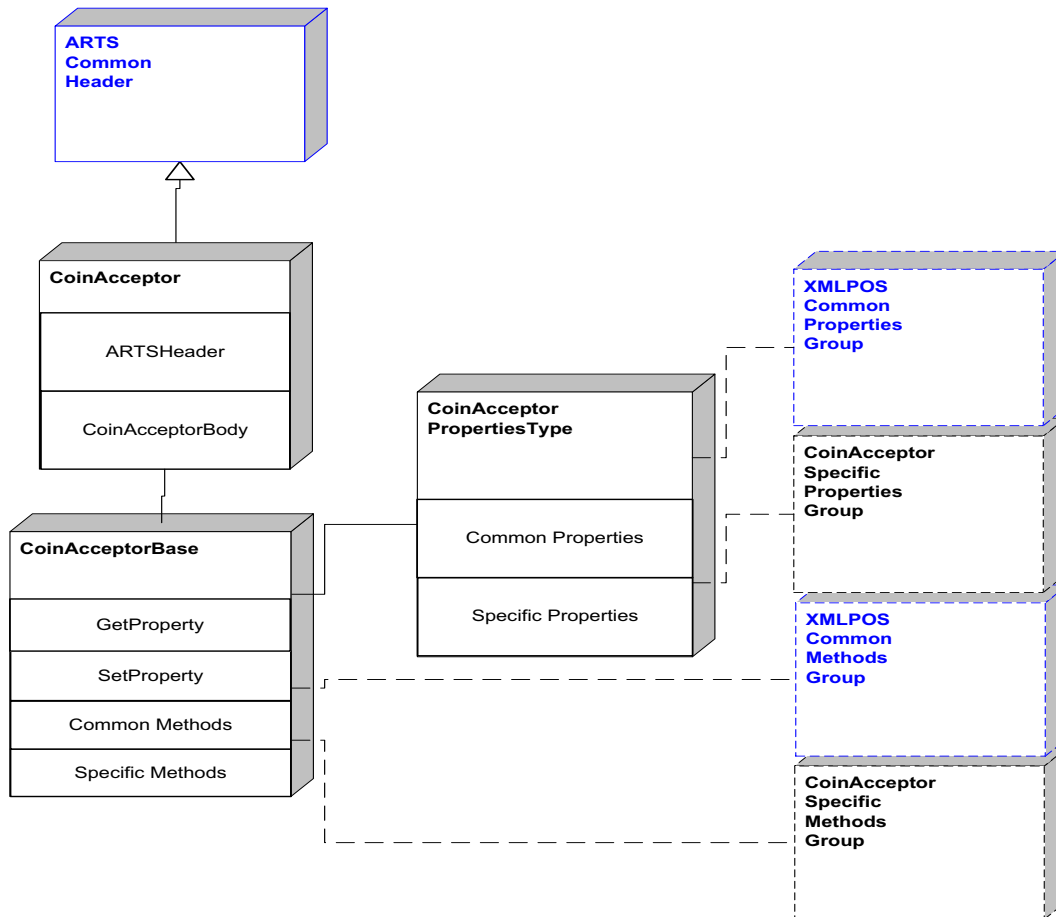 ARTS
Common
Header
CoinAcceptor
ARTSHeader
CoinAcceptorBody
CoinAcceptorBase
GetProperty
SetProperty
Common Methods
Specific Methods
CoinAcceptor
PropertiesType
Common Properties
Specific Properties
XMLPOS
Common
Properties
Group
CoinAcceptor
Specific
Properties
Group
XMLPOS
Common
Methods
Group
CoinAcceptor
Specific
Methods
Group